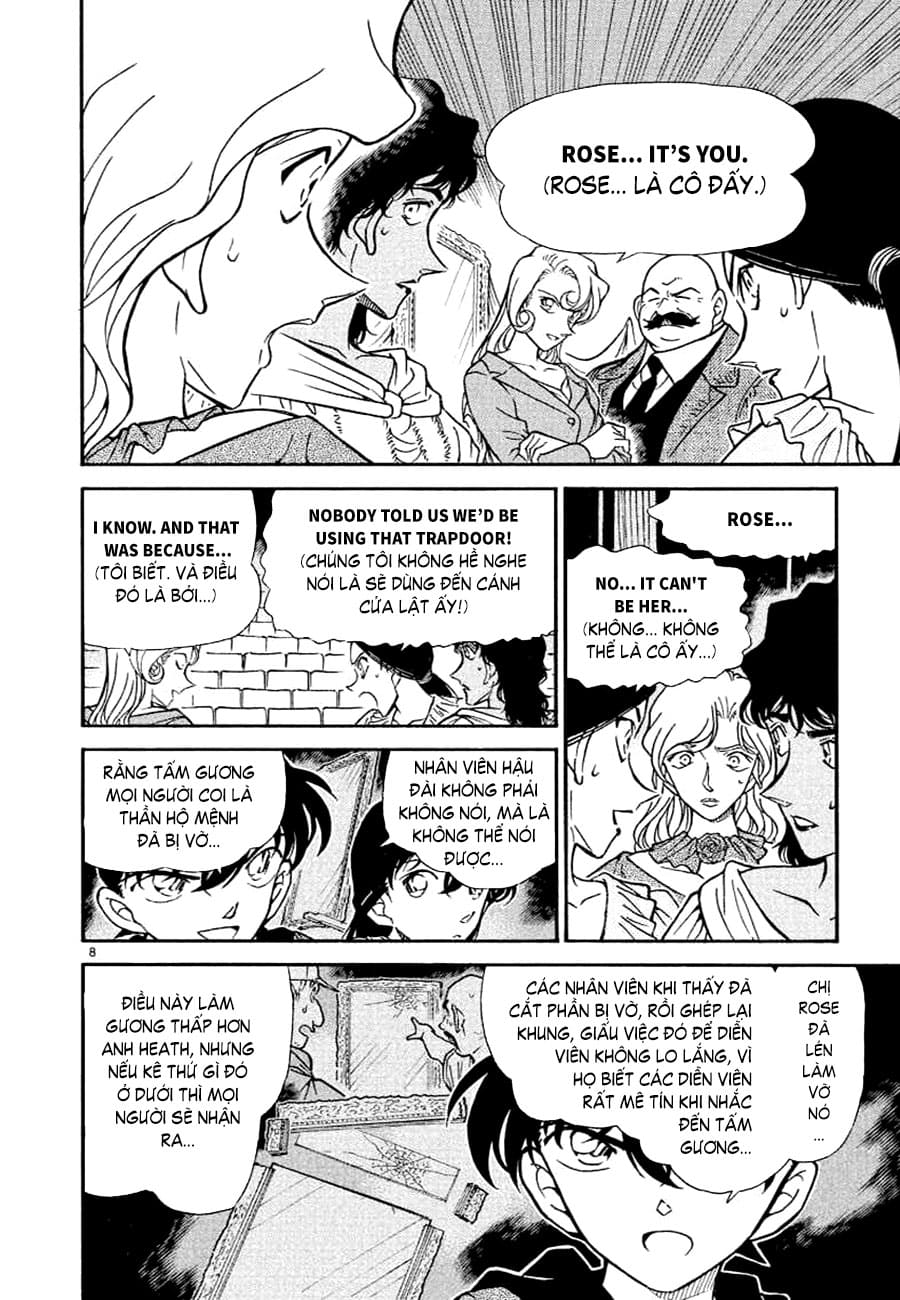 ROSE... IT'S YOU.
(ROSE... LÀ CÔ ĐẤY.)
ROSE...
NO... IT CAN'T
BE HER...
(KHÔNG... KHÔNG
THỂ LÀ CÔ ẤY...)
NOBODY TOLD US WE'D BE
USING THAT TRAPDOOR!
(CHÚNG TÔI KHÔNG HỀ NGHE
NÓI LÀ SẼ DÙNG ĐẾN CÁNH
CỬA LẬT ẤY!)
I KNOW. AND THAT
WAS BECAUSE...
(TÔI BIẾT. VÀ ĐIỀU
ĐÓ LÀ BỞI...)
NHÂN VIÊN HẬU
ĐÀI KHÔNG PHẢI
KHÔNG NÓI, MÀ LÀ
KHÔNG THỂ NÓI
ĐƯỢC...
RẰNG TẤM GƯƠNG
MỌI NGƯỜI COI LÀ
THẦN HỘ MỆNH
ĐÃ BỊ VỠ...
8
CHỊ
ROSE
ĐÃ
LÉN
LÀM
VỠ
NÓ
...
CÁC NHÂN VIÊN KHI THẤY ĐÃ
CẮT PHẦN BỊ VỠ, RỒI GHÉP LẠI
KHUNG, GIẤU VIỆC ĐÓ ĐỂ DIỄN
VIÊN KHÔNG LO LẮNG, VÌ
HỌ BIẾT CÁC DIỄN VIÊN
RẤT MÊ TÍN KHI NHẮC
ĐẾN TẤM
GƯƠNG...
ĐIỀU NÀY LÀM
GƯƠNG THẤP HƠN
ANH HEATH, NHƯNG
NẾU KÊ THỨ GÌ ĐÓ
Ở DƯỚI THÌ MỌI
NGƯỜI SẼ NHẬN
RA...